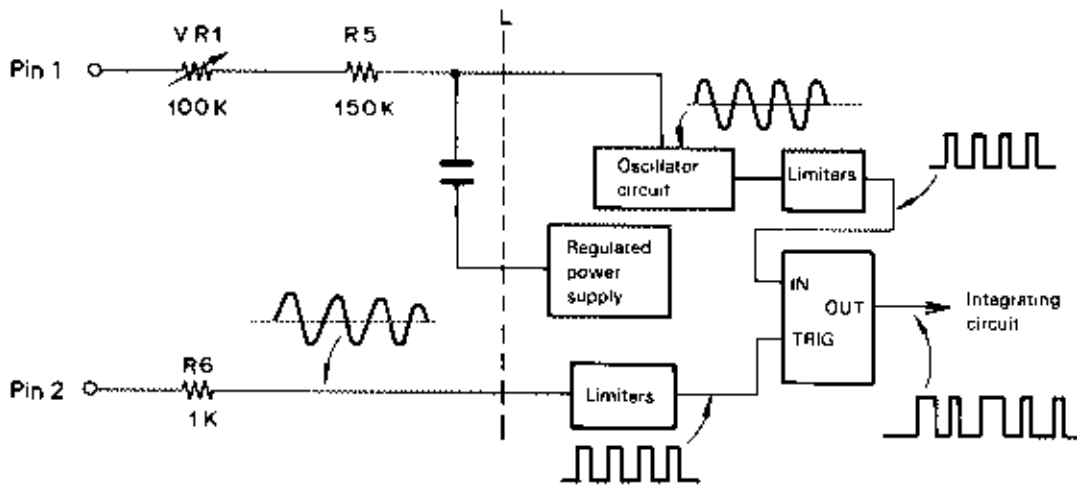 L
V R1
R5
Pin 1
100K
150K
Oscillator
circuit
Limiters
Regulated
power
supply
IN
OUT
TRIG
Integrating
circuit
R6
Pin 2
1K
Limiters